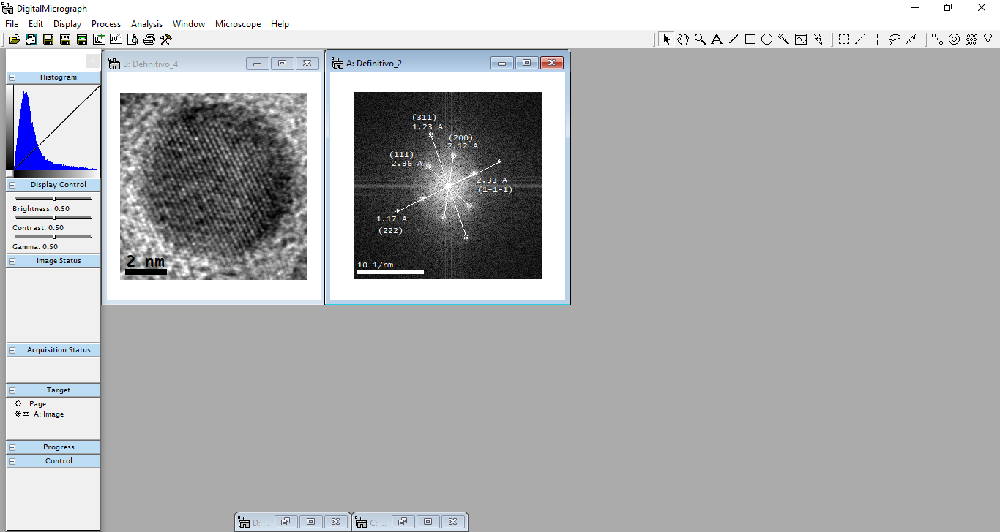 DigitalMicrograph
File Edit Display Process Analysis Window Microscope Help
Histogram
Display Control
Brightness: 0.50
Contrast: 0.50
Gamma: 0.50
Image Status
Acquisition Status
Target
Page
A: Image
Progress
Control
B: Definitivo_4
2 nm
A: Definitivo_2
(311)
1.23 A
(200)
2.12 A
(111)
2.36 A
2.33 A
(1-1-1)
1.17 A
(222)
10 1/nm
D: ...
C: ...